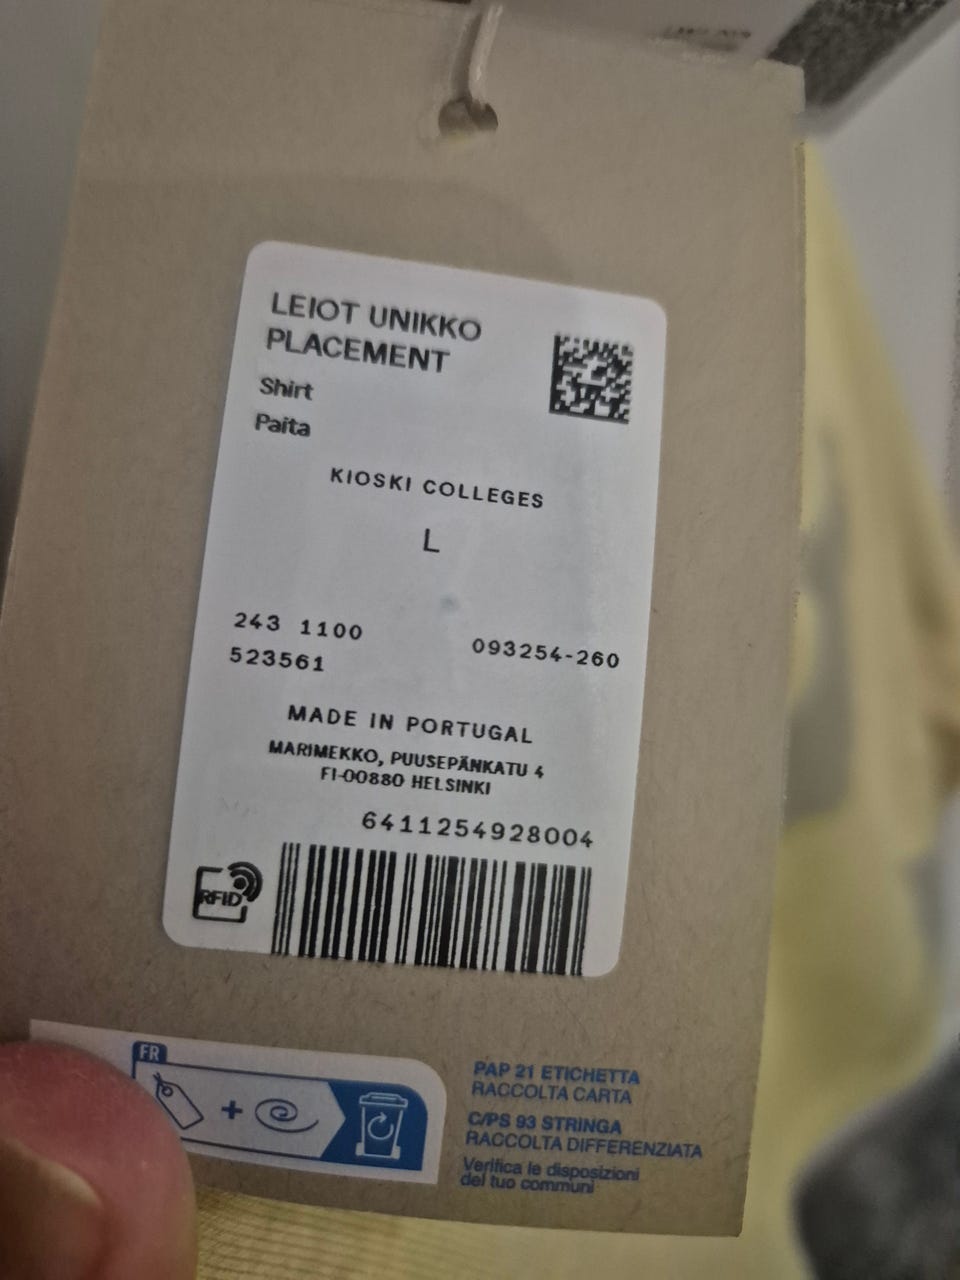 LEIOT UNIKKO
PLACEMENT
Shirt
Paita
KIOSKI COLLEGES
L
243 1100
093254-260
523561
MADE IN PORTUGAL
MARIMEKKO, PUUSEPÄNKATU 4
FI-00880 HELSINKI
6411254928004
RFID
FR
PAP 21 ETICHETTA
RACCOLTA CARTA
C/PS 93 STRINGA
RACCOLTA DIFFERENZIATA
Verifica le disposizioni
del tuo communi